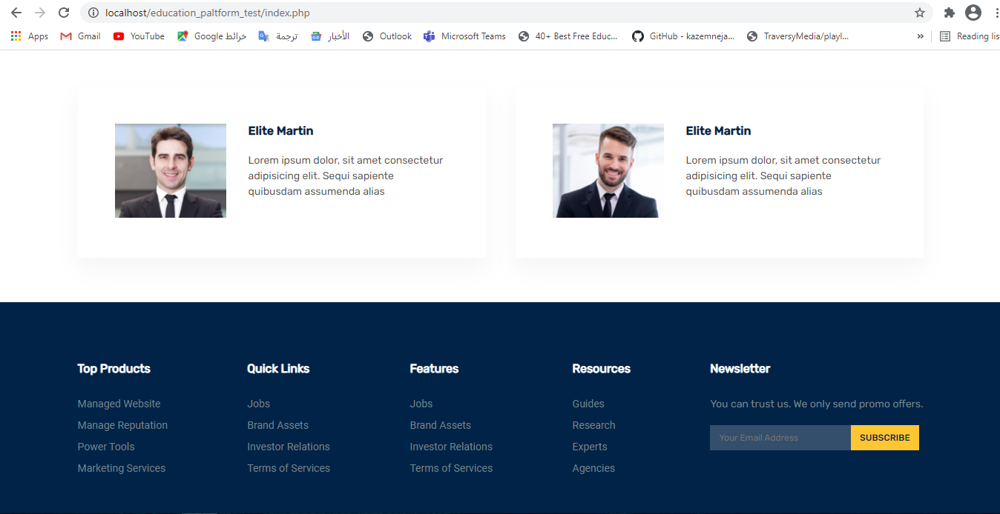 localhost/education_paltform_test/index.php
Apps Gmail YouTube خرائط Google ترجمة الأخبار Outlook Microsoft Teams 40+ Best Free Educ... GitHub - kazemneja... TraversyMedia/playl... » Reading lis
Elite Martin
Lorem ipsum dolor, sit amet consectetur
adipisicing elit. Sequi sapiente
quibusdam assumenda alias
Elite Martin
Lorem ipsum dolor, sit amet consectetur
adipisicing elit. Sequi sapiente
quibusdam assumenda alias
Top Products
Managed Website
Manage Reputation
Power Tools
Marketing Services
Quick Links
Jobs
Brand Assets
Investor Relations
Terms of Services
Features
Jobs
Brand Assets
Investor Relations
Terms of Services
Resources
Guides
Research
Experts
Agencies
Newsletter
You can trust us. We only send promo offers.
Your Email Address
SUBSCRIBE